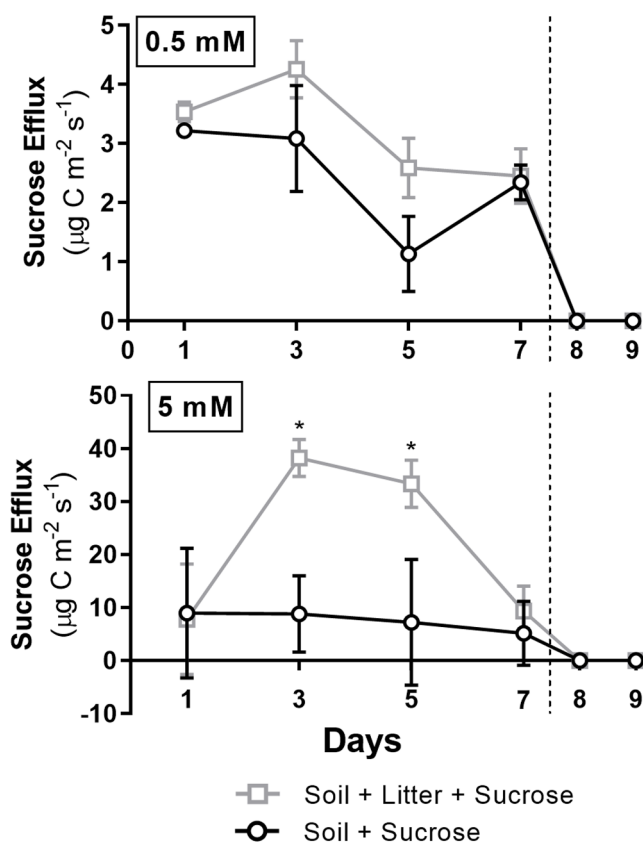 0.5 mM
5
4
3
2
1
0
Sucrose Efflux
(µg C m-2 s-1)
0 1 3 5 7 8 9
5 mM
50
40
30
20
10
0
-10
Sucrose Efflux
(µg C m-2 s-1)
* *
1 3 5 7 8 9
Days
Soil + Litter + Sucrose
Soil + Sucrose